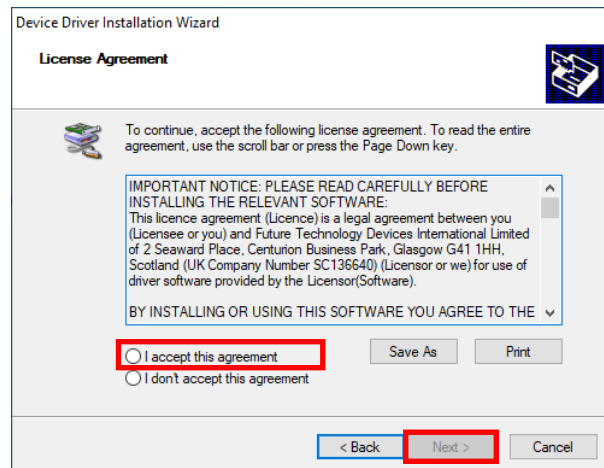 Device Driver Installation Wizard
License Agreement
To continue, accept the following license agreement. To read the entire
agreement, use the scroll bar or press the Page Down key.
IMPORTANT NOTICE: PLEASE READ CAREFULLY BEFORE
INSTALLING THE RELEVANT SOFTWARE:
This licence agreement (Licence) is a legal agreement between you
(Licensee or you) and Future Technology Devices International Limited
of 2 Seaward Place, Centurion Business Park, Glasgow G41 1HH,
Scotland (UK Company Number SC136640) (Licensor or we) for use of
driver software provided by the Licensor(Software).
BY INSTALLING OR USING THIS SOFTWARE YOU AGREE TO THE
I accept this agreement
Save As
Print
I don't accept this agreement
< Back
Next >
Cancel